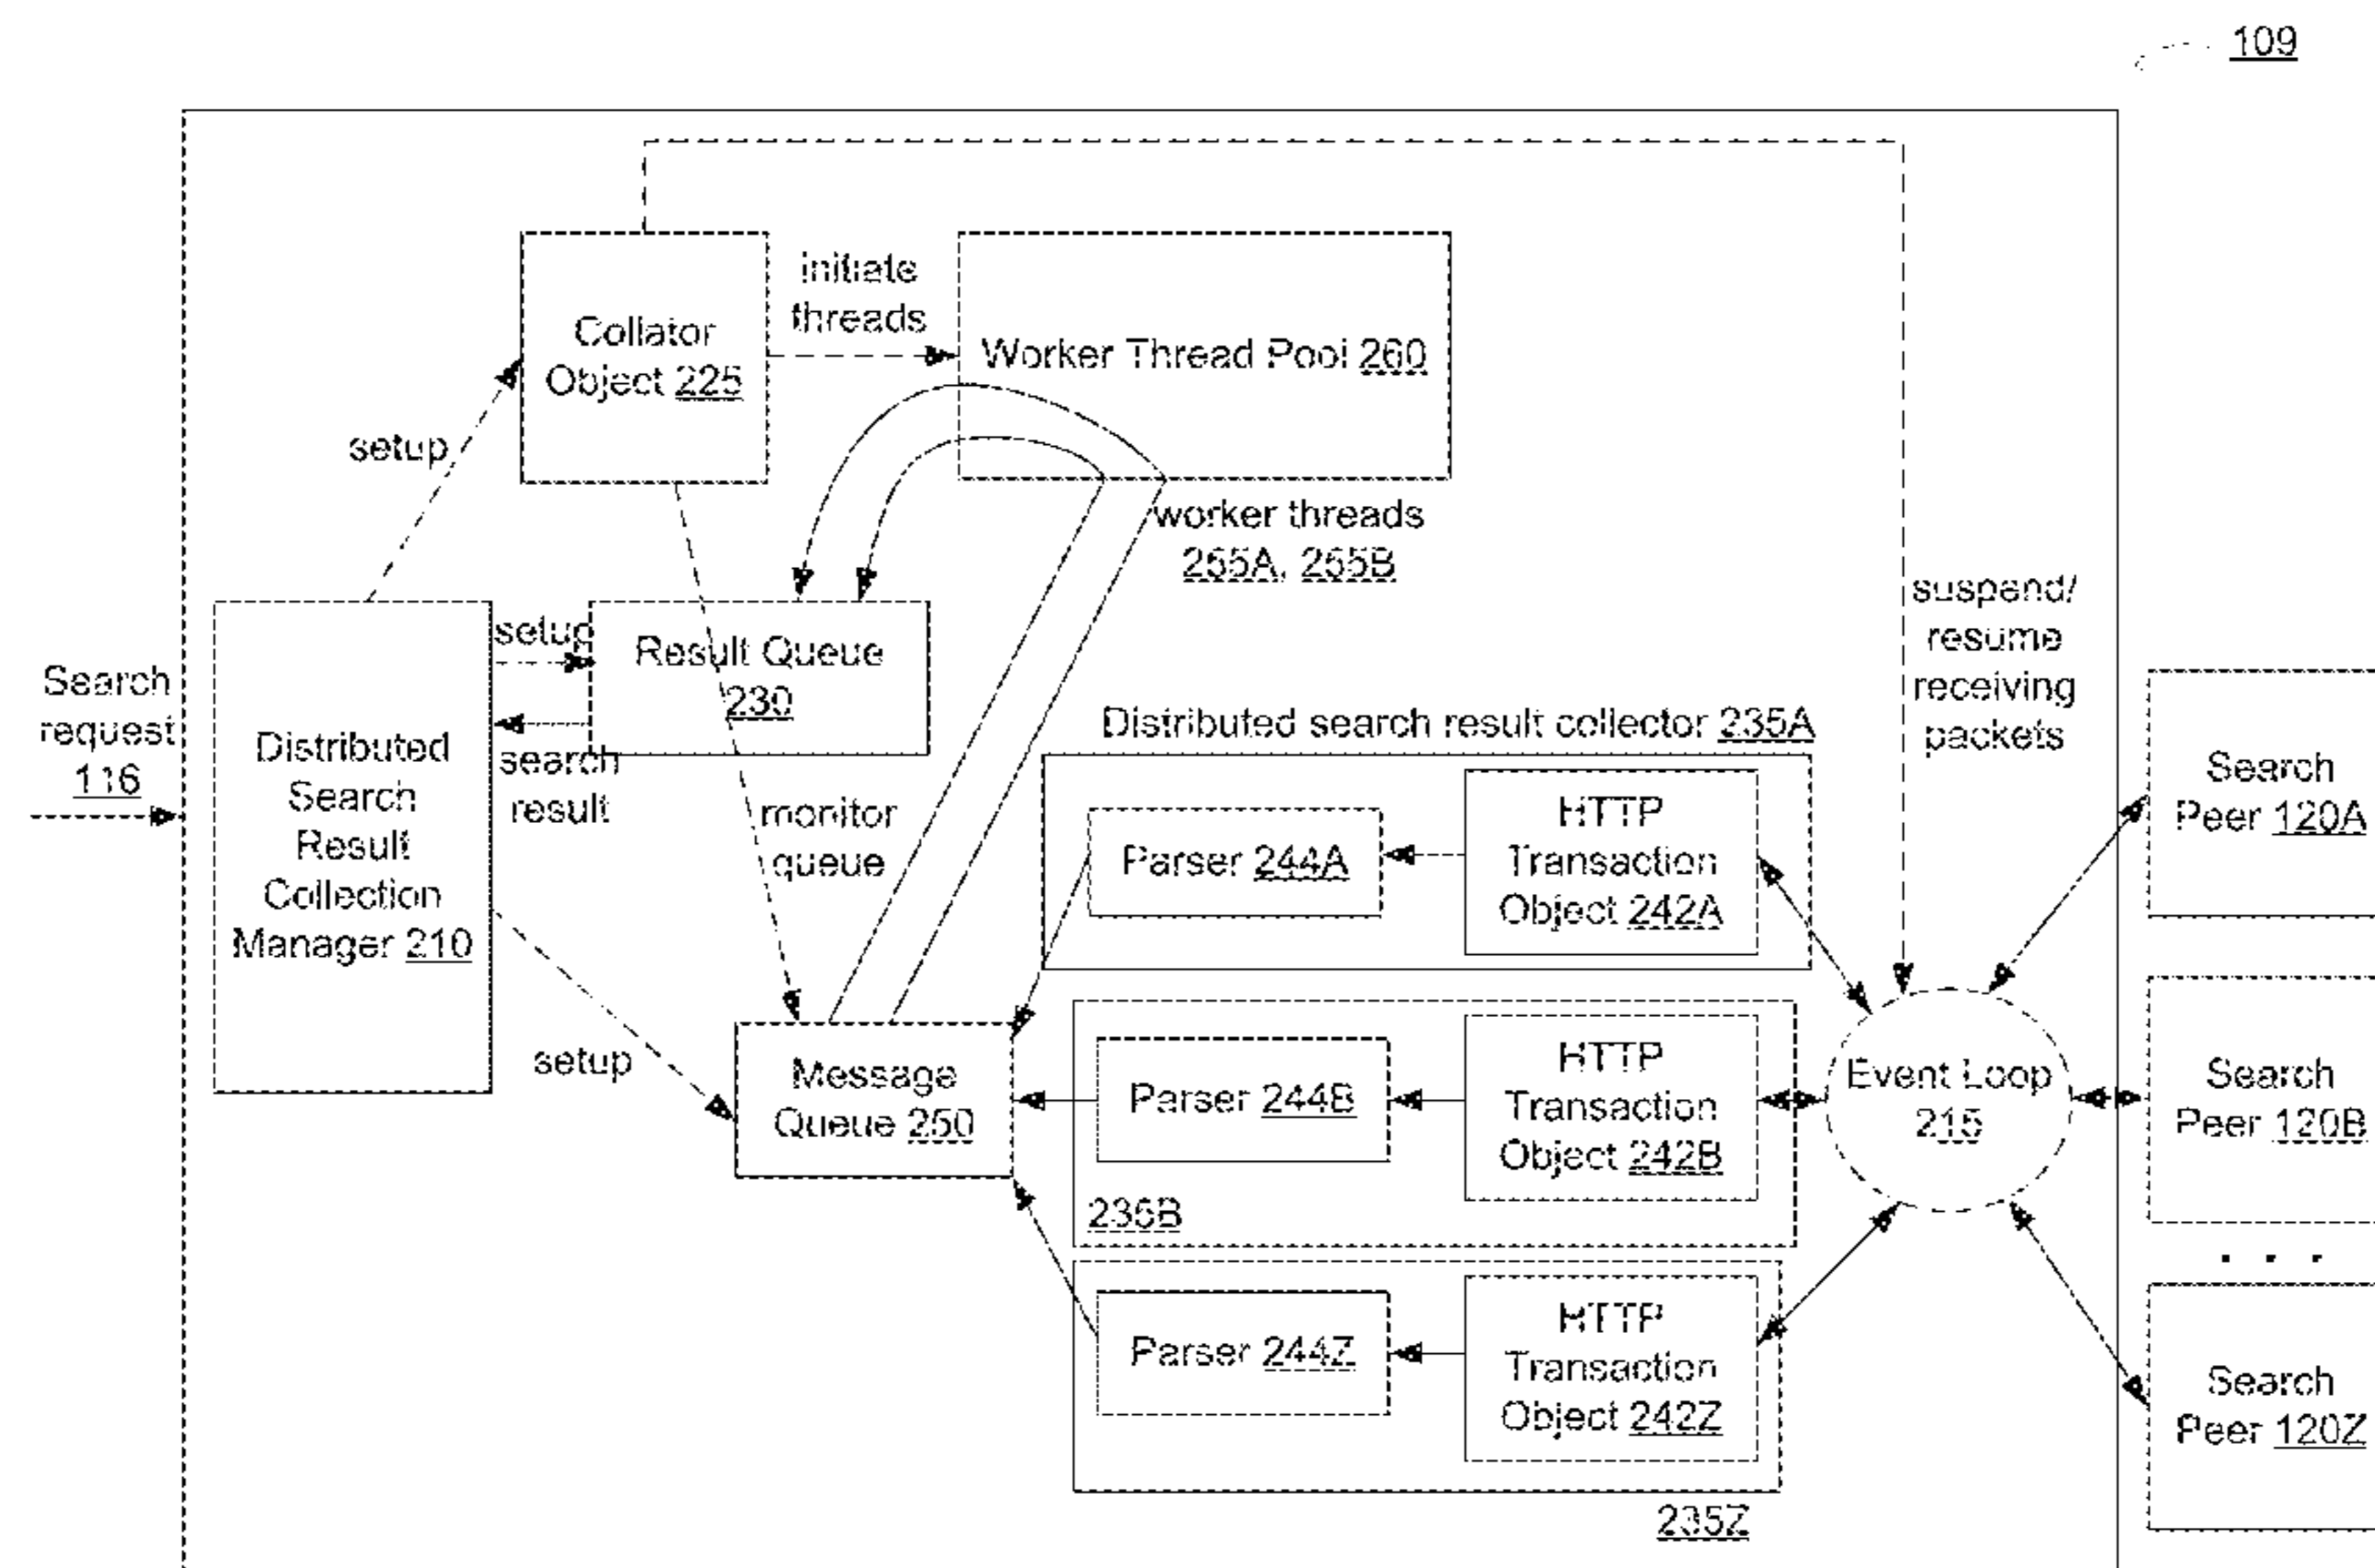 109
initiate
threads
Collator
Object 225
Worker Thread Pool 260
setup
worker threads
255A, 255B
suspend/
resume
receiving
packets
setup
Result Queue
230
Search
request
116
search
result
Distributed
Search
Result
Collection
Manager 210
monitor
queue
Distributed search result collector 235A
Parser 244A
HTTP
Transaction
Object 242A
Search
Peer 120A
setup
Message
Queue 250
Parser 244B
HTTP
Transaction
Object 242B
235B
Event Loop
215
Search
Peer 120B
. . .
Parser 244Z
HTTP
Transaction
Object 242Z
235Z
Search
Peer 120Z